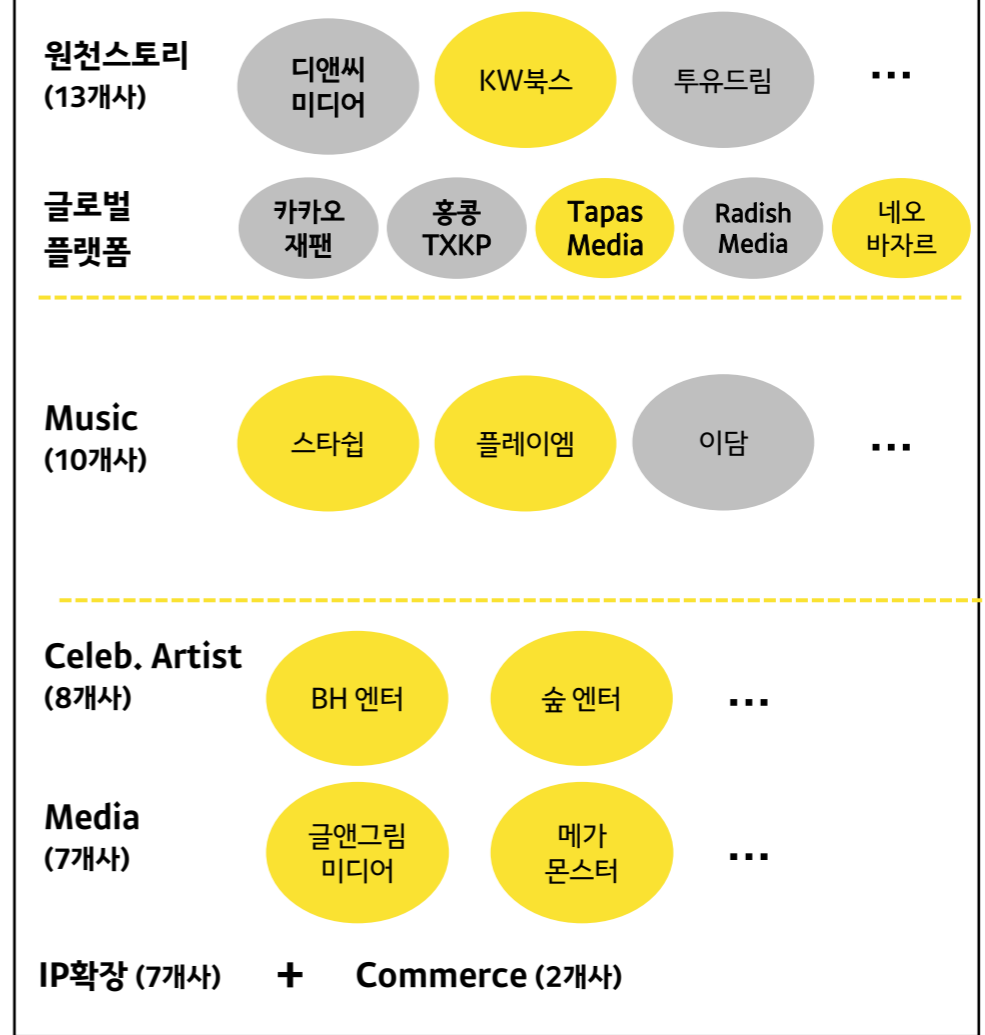 원천스토리
(13개사)
디앤씨
미디어
KW북스
투유드림
...
글로벌
플랫폼
카카오
재팬
홍콩
TXKP
Tapas
Media
Radish
Media
네오
바자르
Music
(10개사)
스타쉽
플레이엠
이담
...
Celeb. Artist
(8개사)
BH 엔터
숲 엔터
...
Media
(7개사)
글앤그림
미디어
메가
몬스터
...
IP확장 (7개사) + Commerce (2개사)